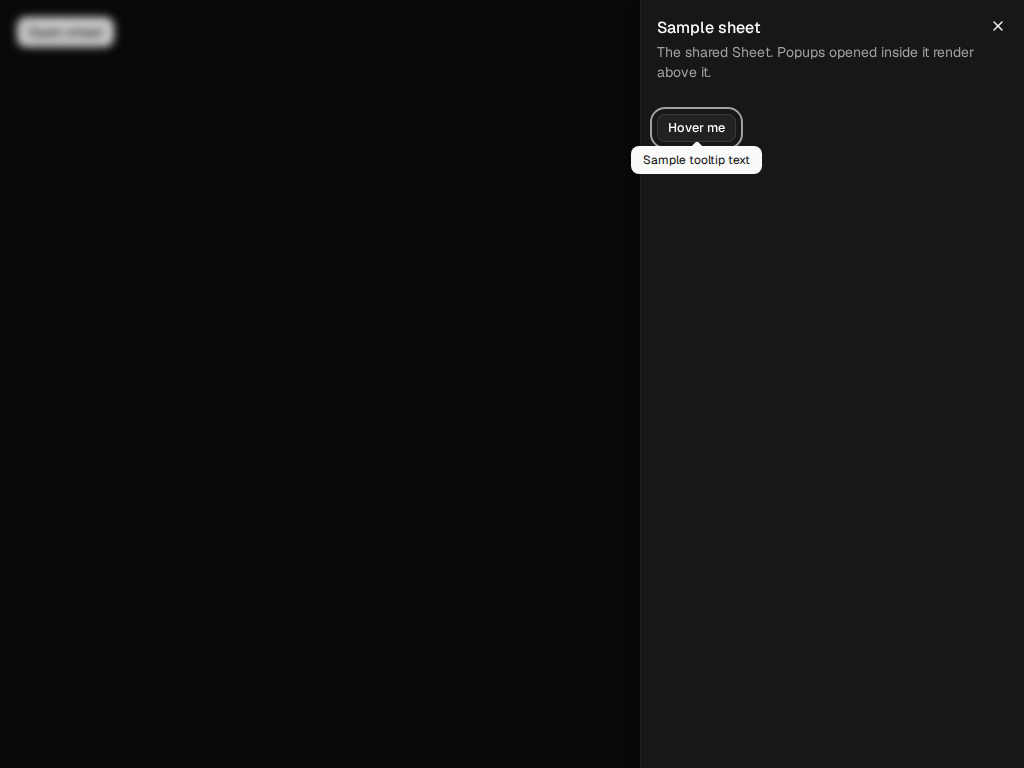 Sample sheet
The shared Sheet. Popups opened inside it render
above it.
Hover me
Sample tooltip text